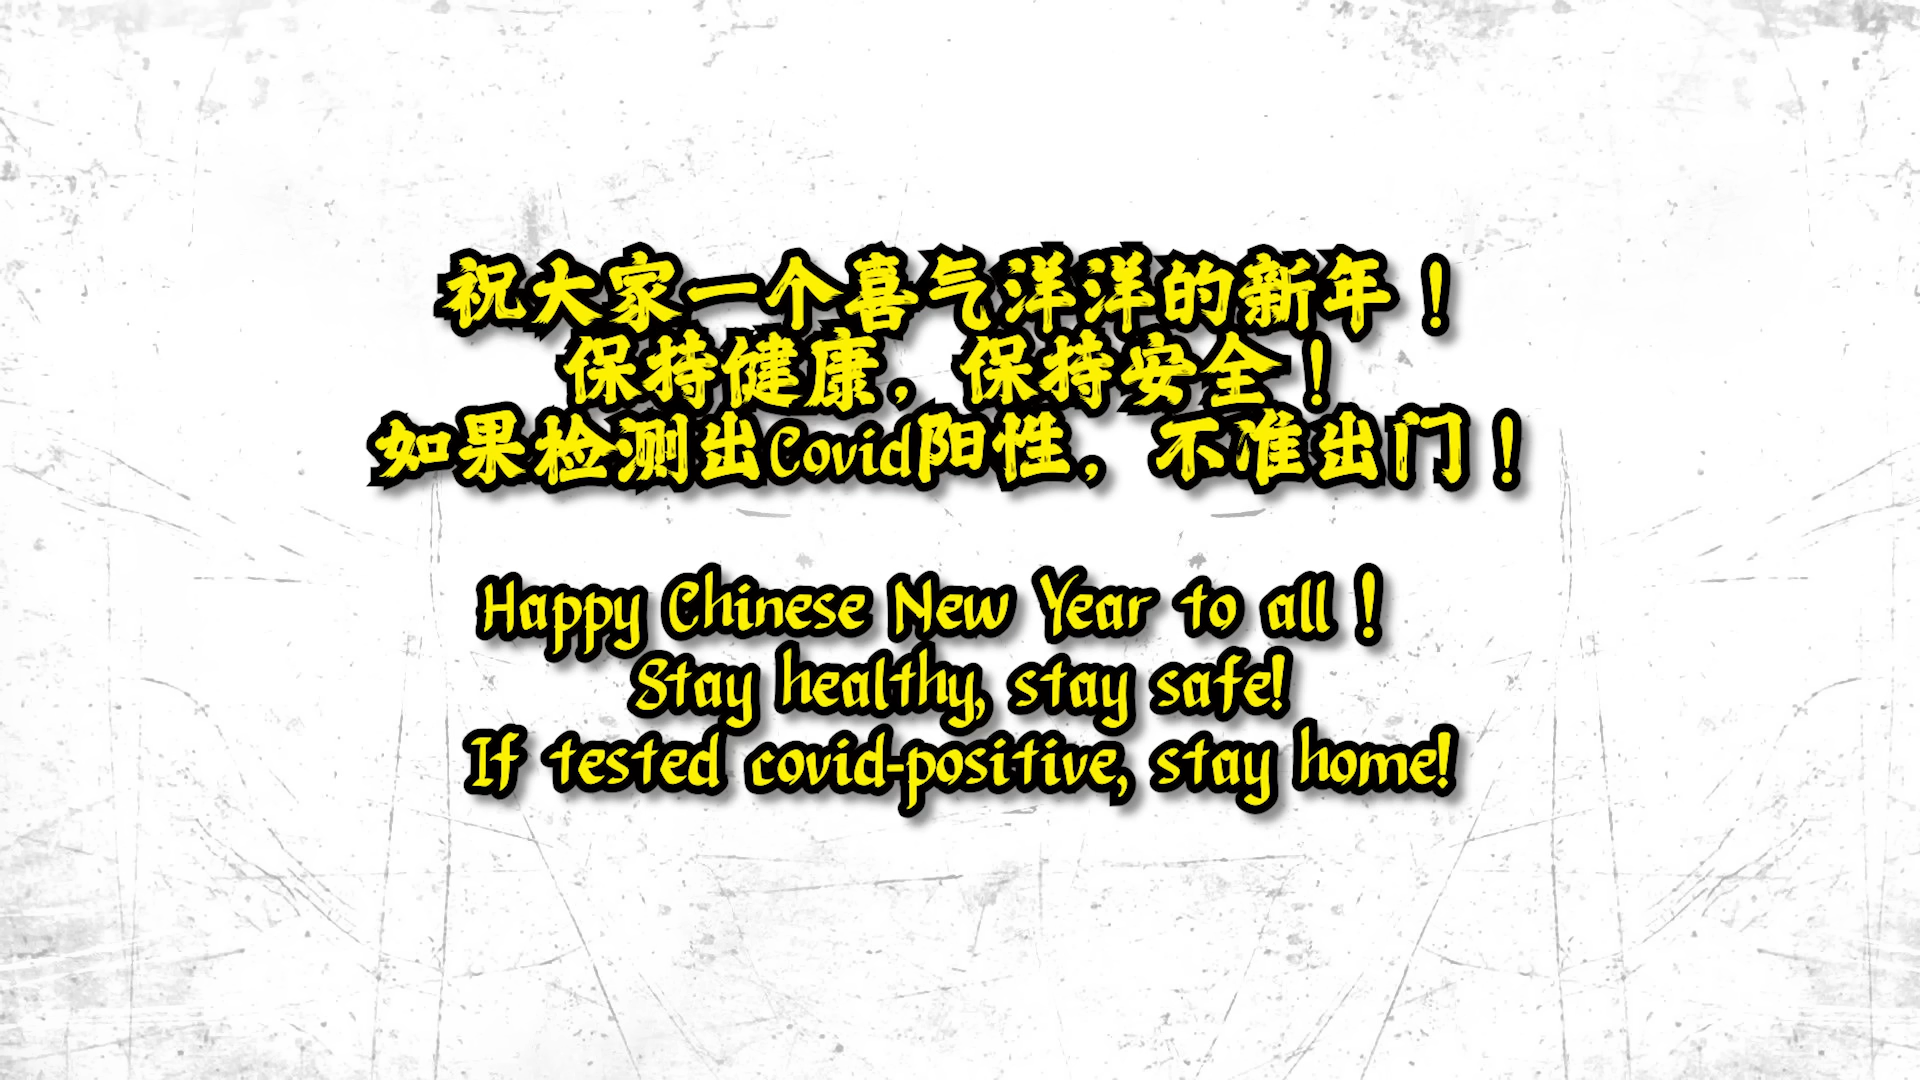 祝大家一个喜气洋洋的新年！
保持健康，保持安全！
如果检测出Covid阳性，不准出门！
Happy Chinese New Year to all！
Stay healthy, stay safe!
If tested covid-positive, stay home!